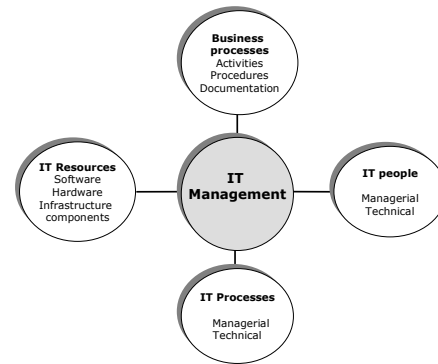 Business
processes
Activities
Procedures
Documentation
IT Resources
Software
Hardware
Infrastructure
components
IT
Management
IT people
Managerial
Technical
IT Processes
Managerial
Technical